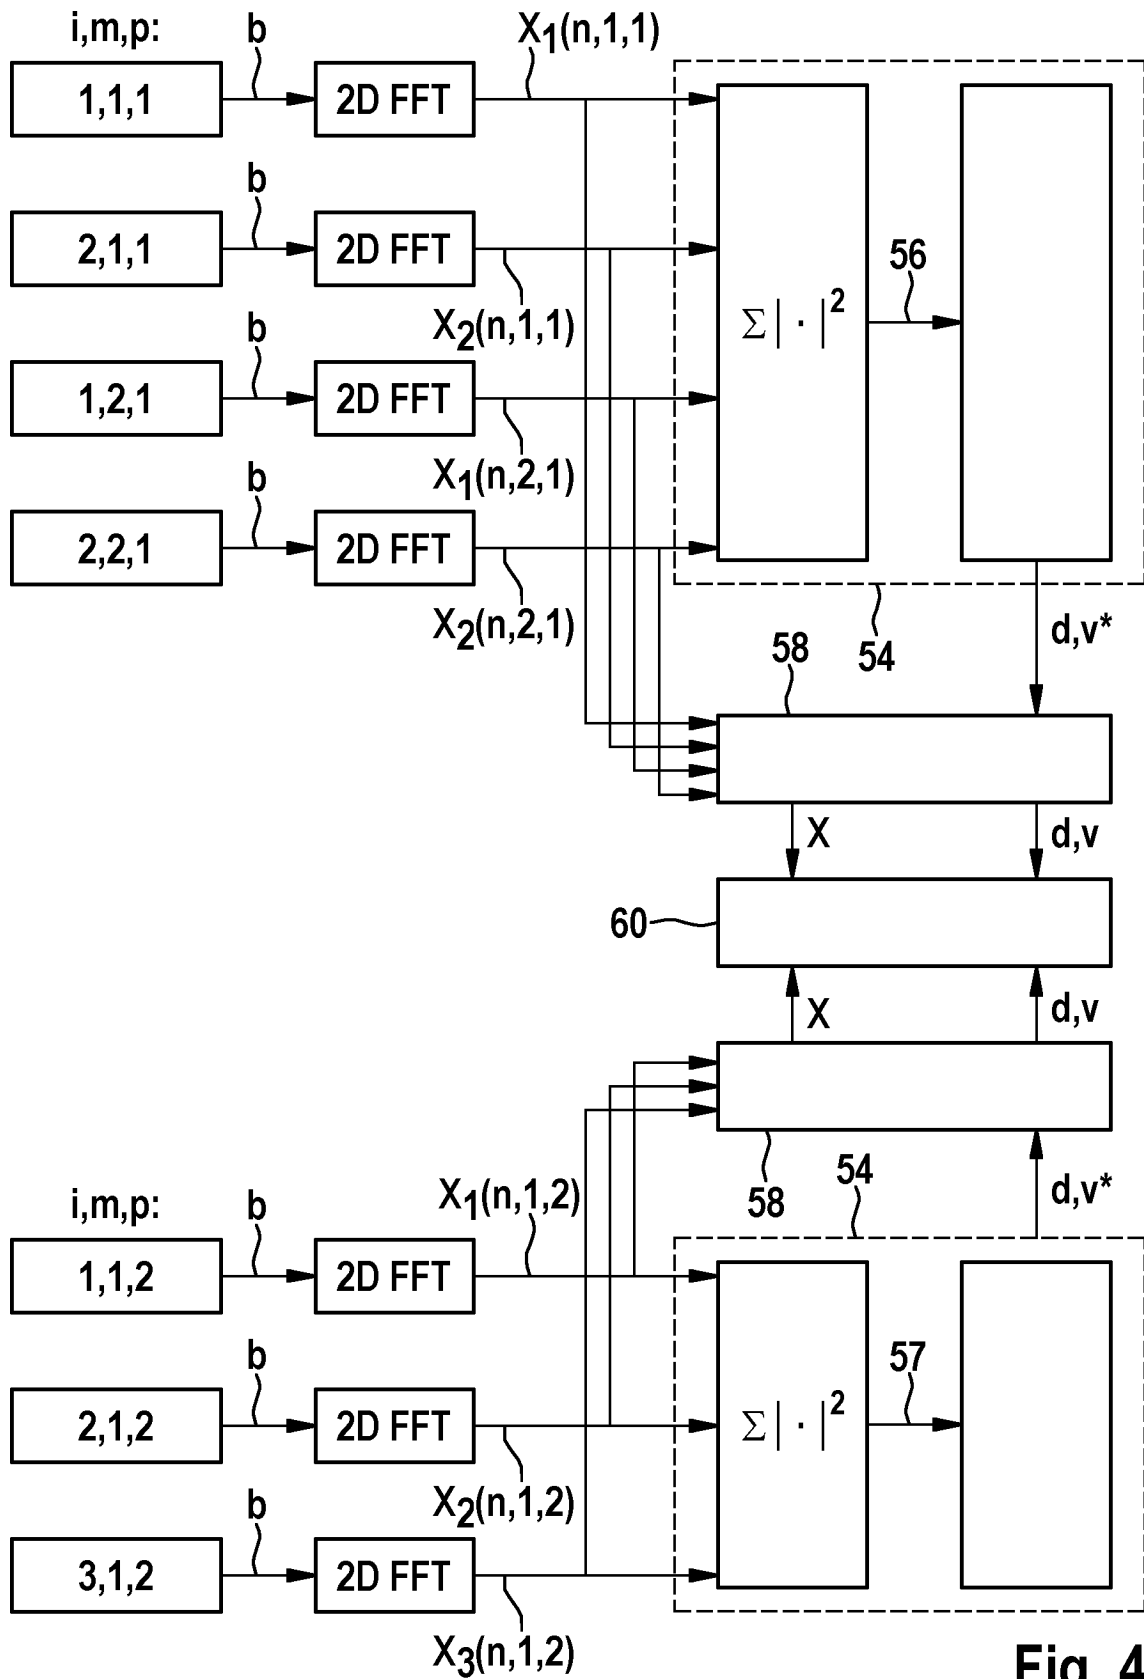 i,m,p:
b
X1(n,1,1)
1,1,1
2D FFT
b
2,1,1
2D FFT
56
X2(n,1,1)
Σ|·|²
b
1,2,1
2D FFT
X1(n,2,1)
b
2,2,1
2D FFT
X2(n,2,1)
54
d,v*
58
X
d,v
60
X
d,v
58
54
d,v*
i,m,p:
b
X1(n,1,2)
1,1,2
2D FFT
b
57
2,1,2
2D FFT
Σ|·|²
X2(n,1,2)
b
3,1,2
2D FFT
X3(n,1,2)
Fig. 4